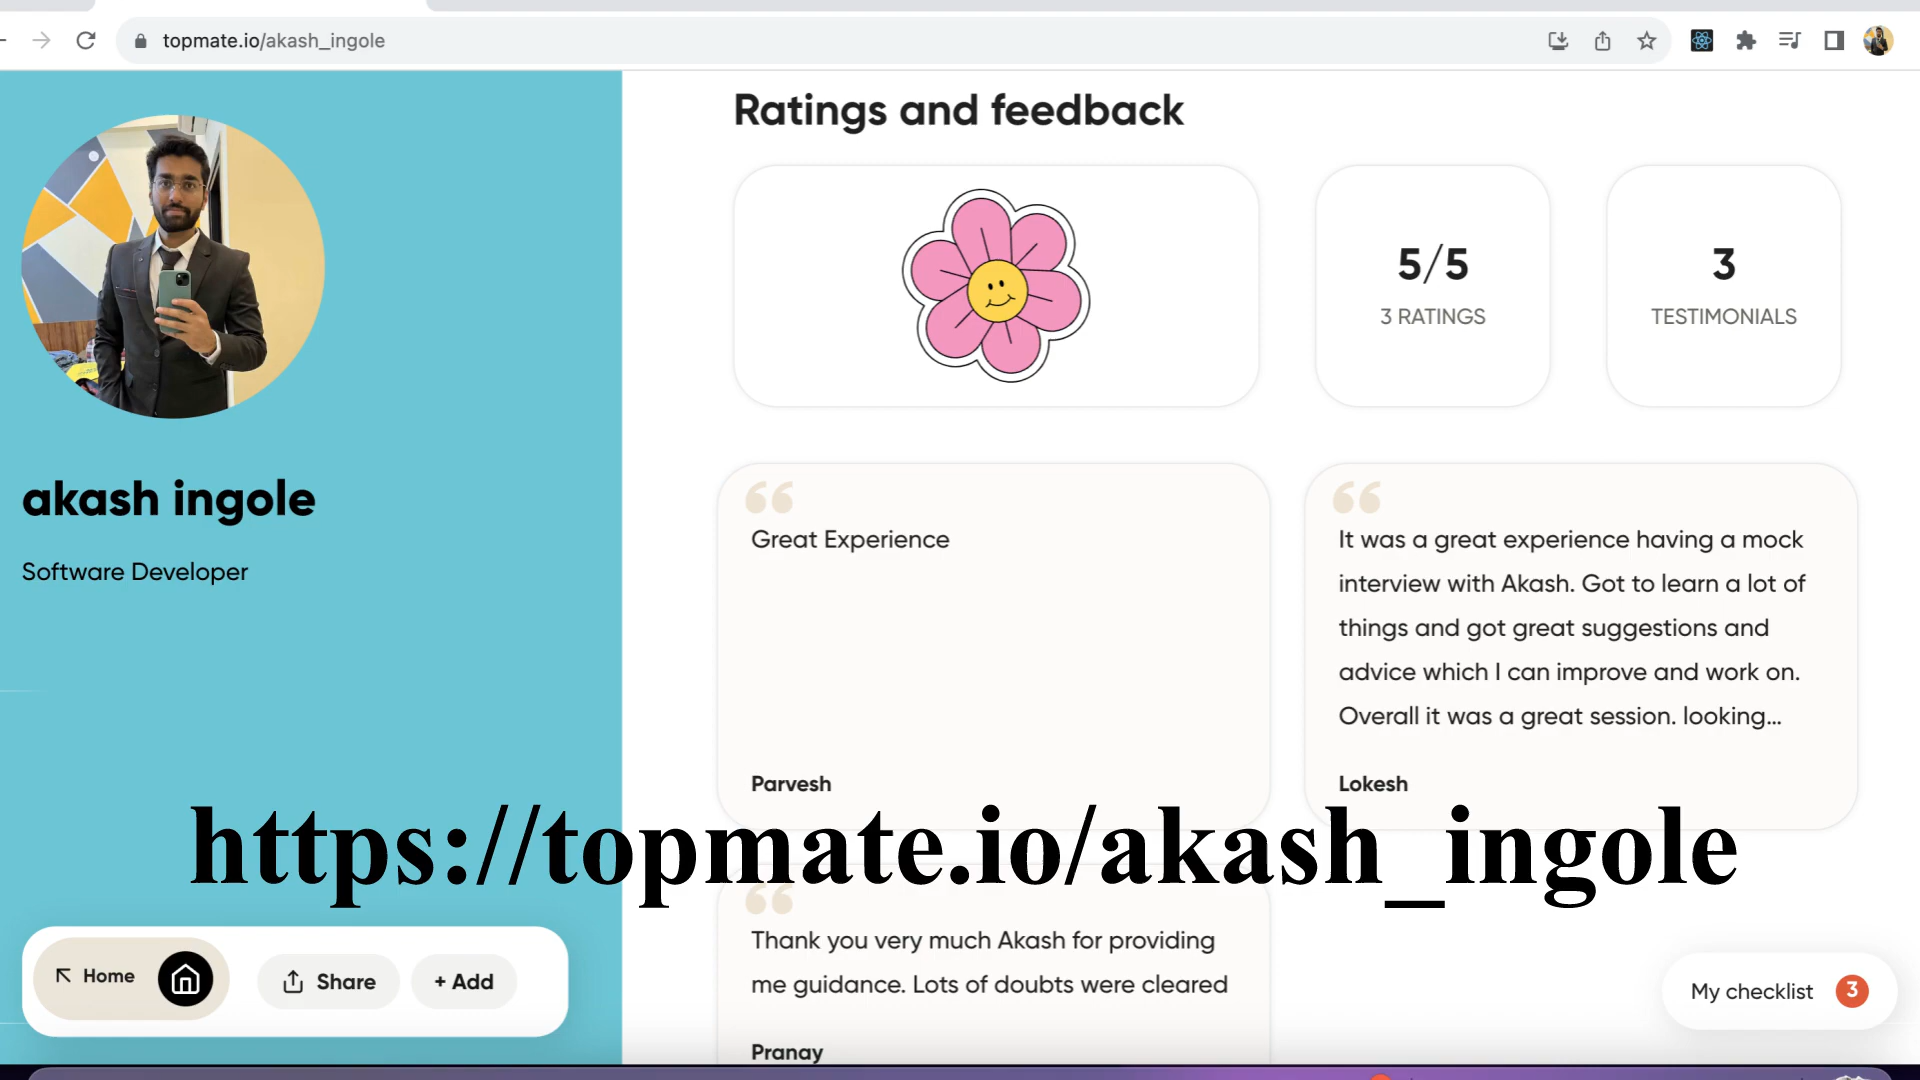 topmate.io/akash_ingole
akash ingole
Software Developer
Home
Share
+ Add
Ratings and feedback
5/5
3 RATINGS
3
TESTIMONIALS
Great Experience
Parvesh
It was a great experience having a mock
interview with Akash. Got to learn a lot of
things and got great suggestions and
advice which I can improve and work on.
Overall it was a great session. looking...
Lokesh
https://topmate.io/akash_ingole
Thank you very much Akash for providing
me guidance. Lots of doubts were cleared
Pranay
My checklist 3